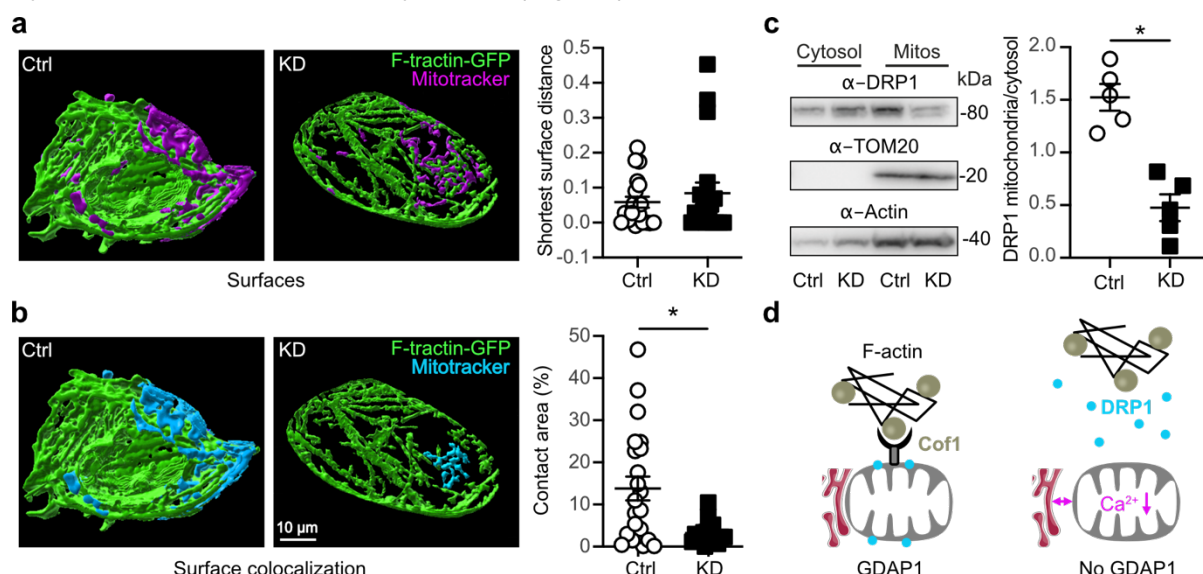 a
Ctrl
KD
F-tractin-GFP
Mitotracker
Surfaces
Shortest surface distance
0.5
0.4
0.3
0.2
0.1
0.0
-0.1
Ctrl
KD
c
Cytosol
Mitos
α-DRP1
kDa
-80
α-TOM20
-20
α-Actin
-40
Ctrl KD Ctrl KD
DRP1 mitochondria/cytosol
2.0
1.5
1.0
0.5
0.0
*
Ctrl
KD
b
Ctrl
KD
F-tractin-GFP
Mitotracker
10 µm
Surface colocalization
Contact area (%)
50
40
30
20
10
0
*
Ctrl
KD
d
F-actin
Cof1
DRP1
Ca2+
GDAP1
No GDAP1